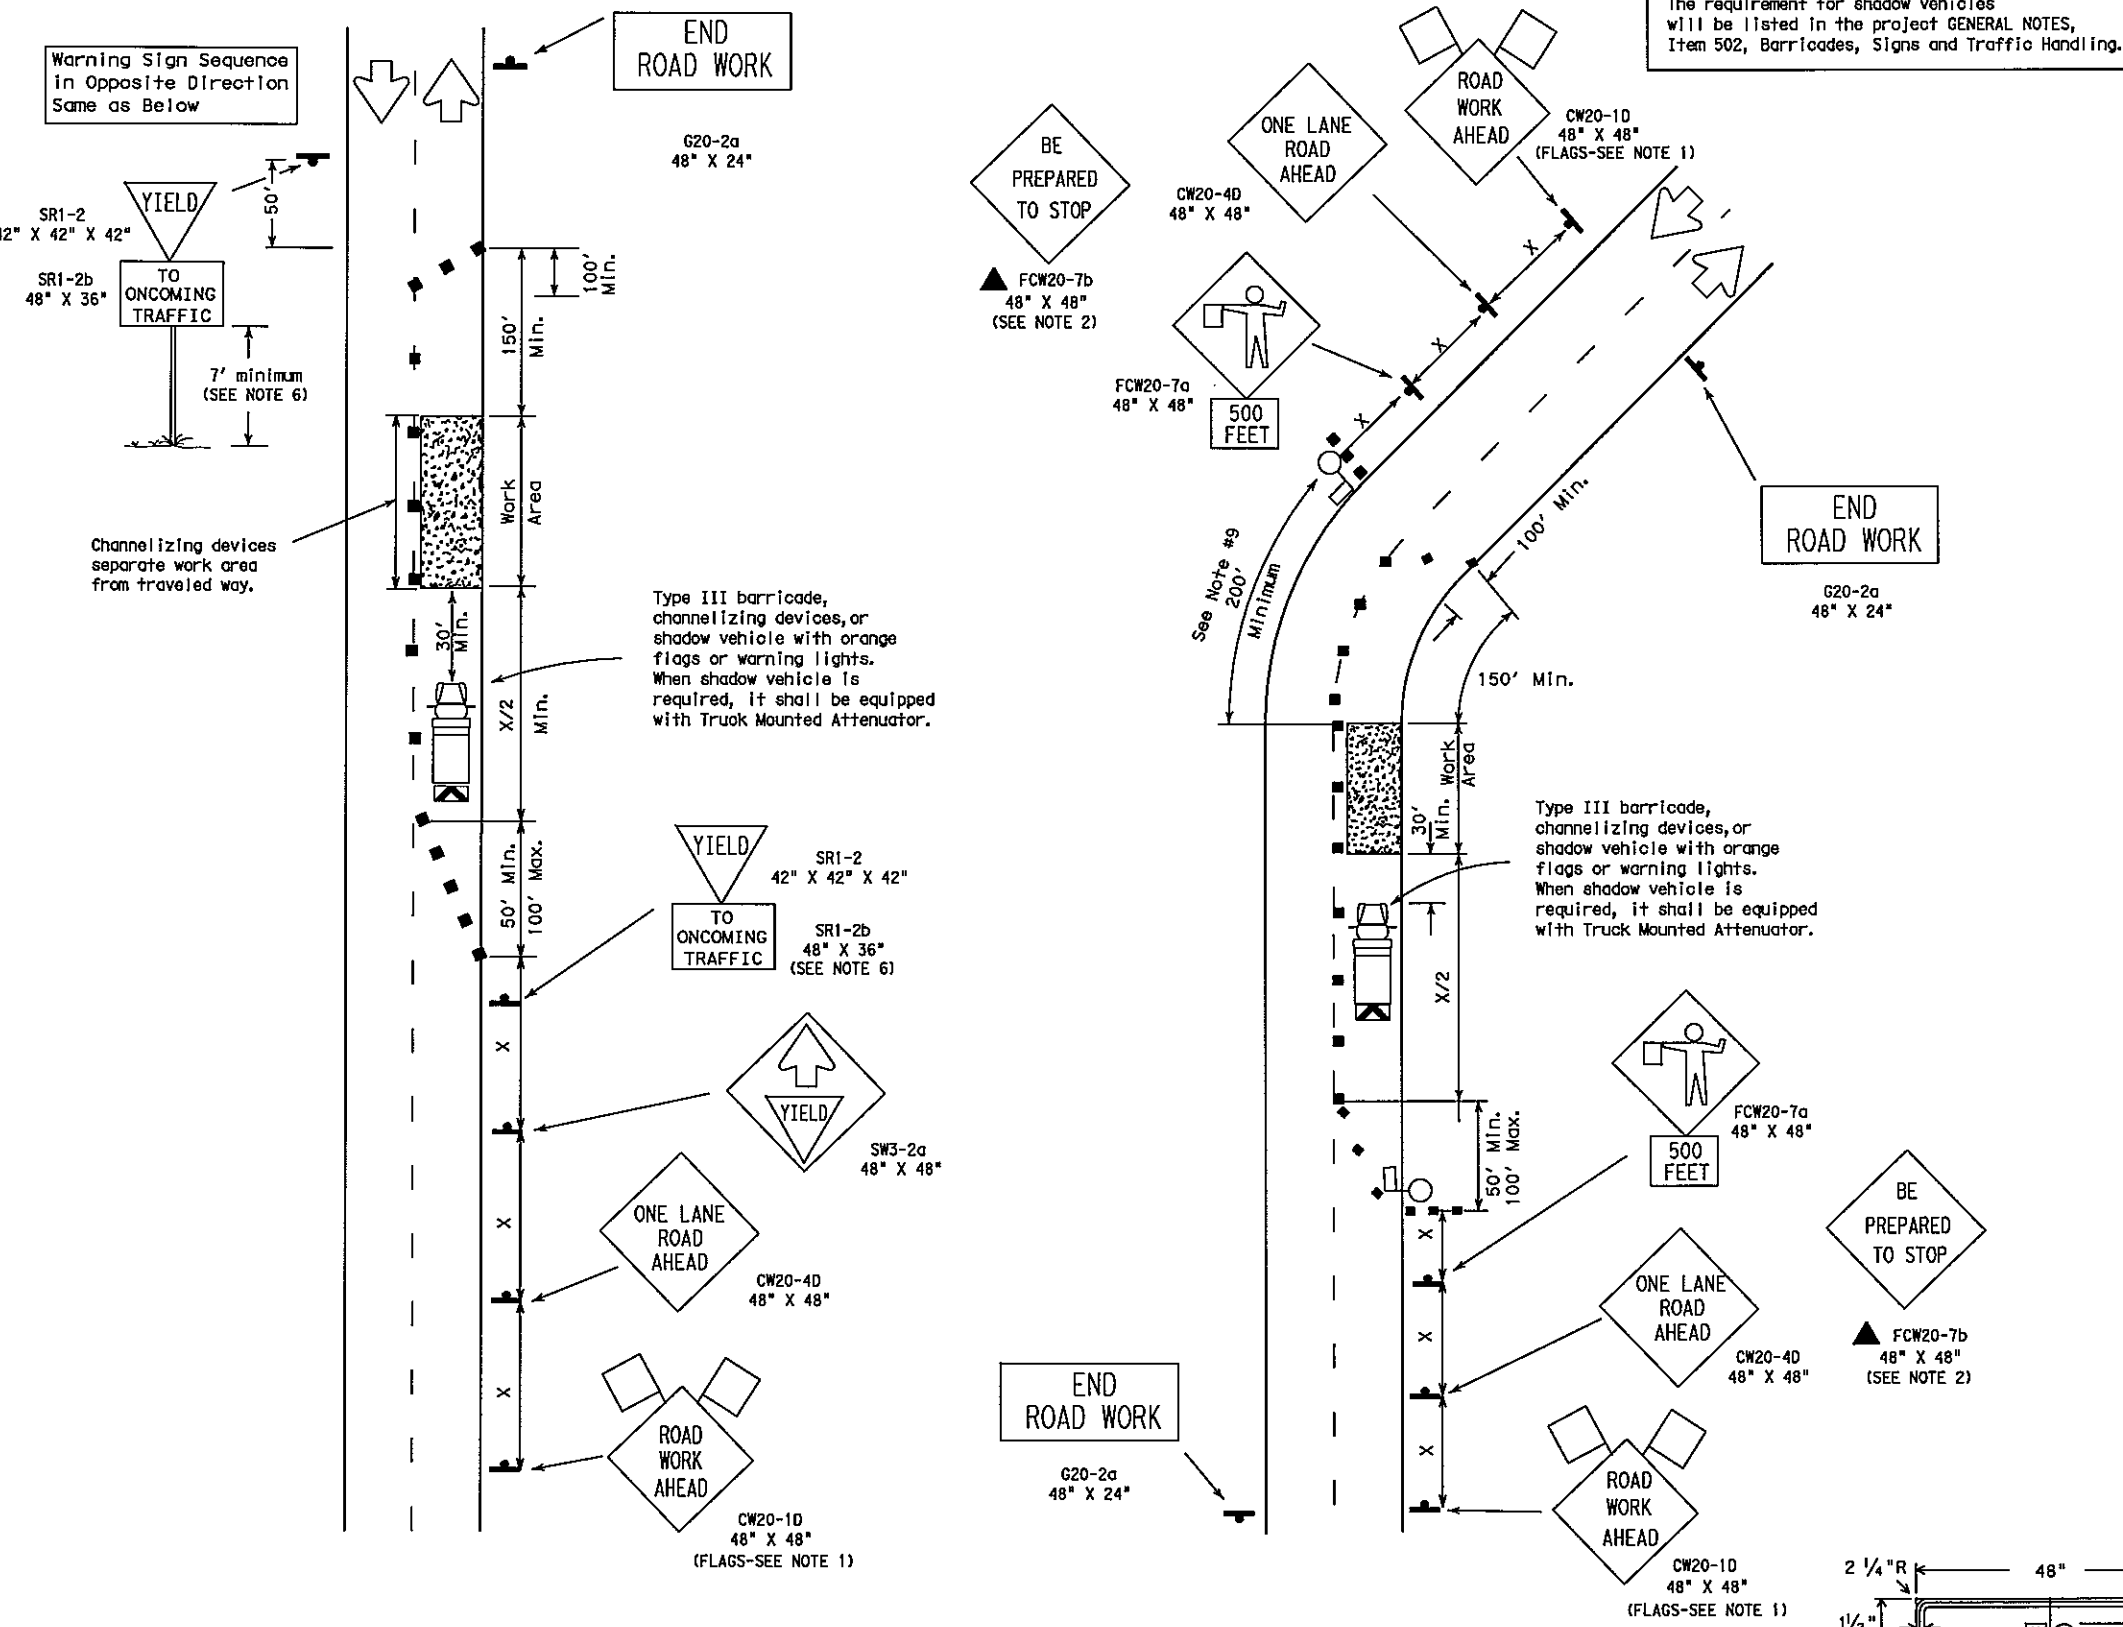 Warning Sign Sequence
in Opposite Direction
Same as Below
END
ROAD WORK
G20-2a
48" X 24"
YIELD
SR1-2
42" X 42" X 42"
SR1-2b
48" X 36"
TO
ONCOMING
TRAFFIC
50'
7' minimum
(SEE NOTE 6)
100'
Min.
150'
Min.
Work
Area
Channelizing devices
separate work area
from traveled way.
30'
Min.
X/2
Min.
Type III barricade,
channelizing devices, or
shadow vehicle with orange
flags or warning lights.
When shadow vehicle is
required, it shall be equipped
with Truck Mounted Attenuator.
50' Min.
100' Max.
YIELD
SR1-2
42" X 42" X 42"
TO
ONCOMING
TRAFFIC
SR1-2b
48" X 36"
(SEE NOTE 6)
X
YIELD
SW3-2a
48" X 48"
X
ONE LANE
ROAD
AHEAD
CW20-4D
48" X 48"
X
ROAD
WORK
AHEAD
CW20-1D
48" X 48"
(FLAGS-SEE NOTE 1)
The requirement for shadow vehicles
will be listed in the project GENERAL NOTES,
Item 502, Barricades, Signs and Traffic Handling.
ROAD
WORK
AHEAD
CW20-1D
48" X 48"
(FLAGS-SEE NOTE 1)
ONE LANE
ROAD
AHEAD
CW20-4D
48" X 48"
BE
PREPARED
TO STOP
FCW20-7b
48" X 48"
(SEE NOTE 2)
FCW20-7a
48" X 48"
500
FEET
X
X
X
See Note #9
200'
Minimum
100' Min.
END
ROAD WORK
G20-2a
48" X 24"
150' Min.
Work
Area
30'
Min.
X/2
Type III barricade,
channelizing devices, or
shadow vehicle with orange
flags or warning lights.
When shadow vehicle is
required, it shall be equipped
with Truck Mounted Attenuator.
50' Min.
100' Max.
FCW20-7a
48" X 48"
500
FEET
X
BE
PREPARED
TO STOP
FCW20-7b
48" X 48"
(SEE NOTE 2)
ONE LANE
ROAD
AHEAD
CW20-4D
48" X 48"
X
X
END
ROAD WORK
G20-2a
48" X 24"
ROAD
WORK
AHEAD
CW20-1D
48" X 48"
(FLAGS-SEE NOTE 1)
2 1/4"R
48"